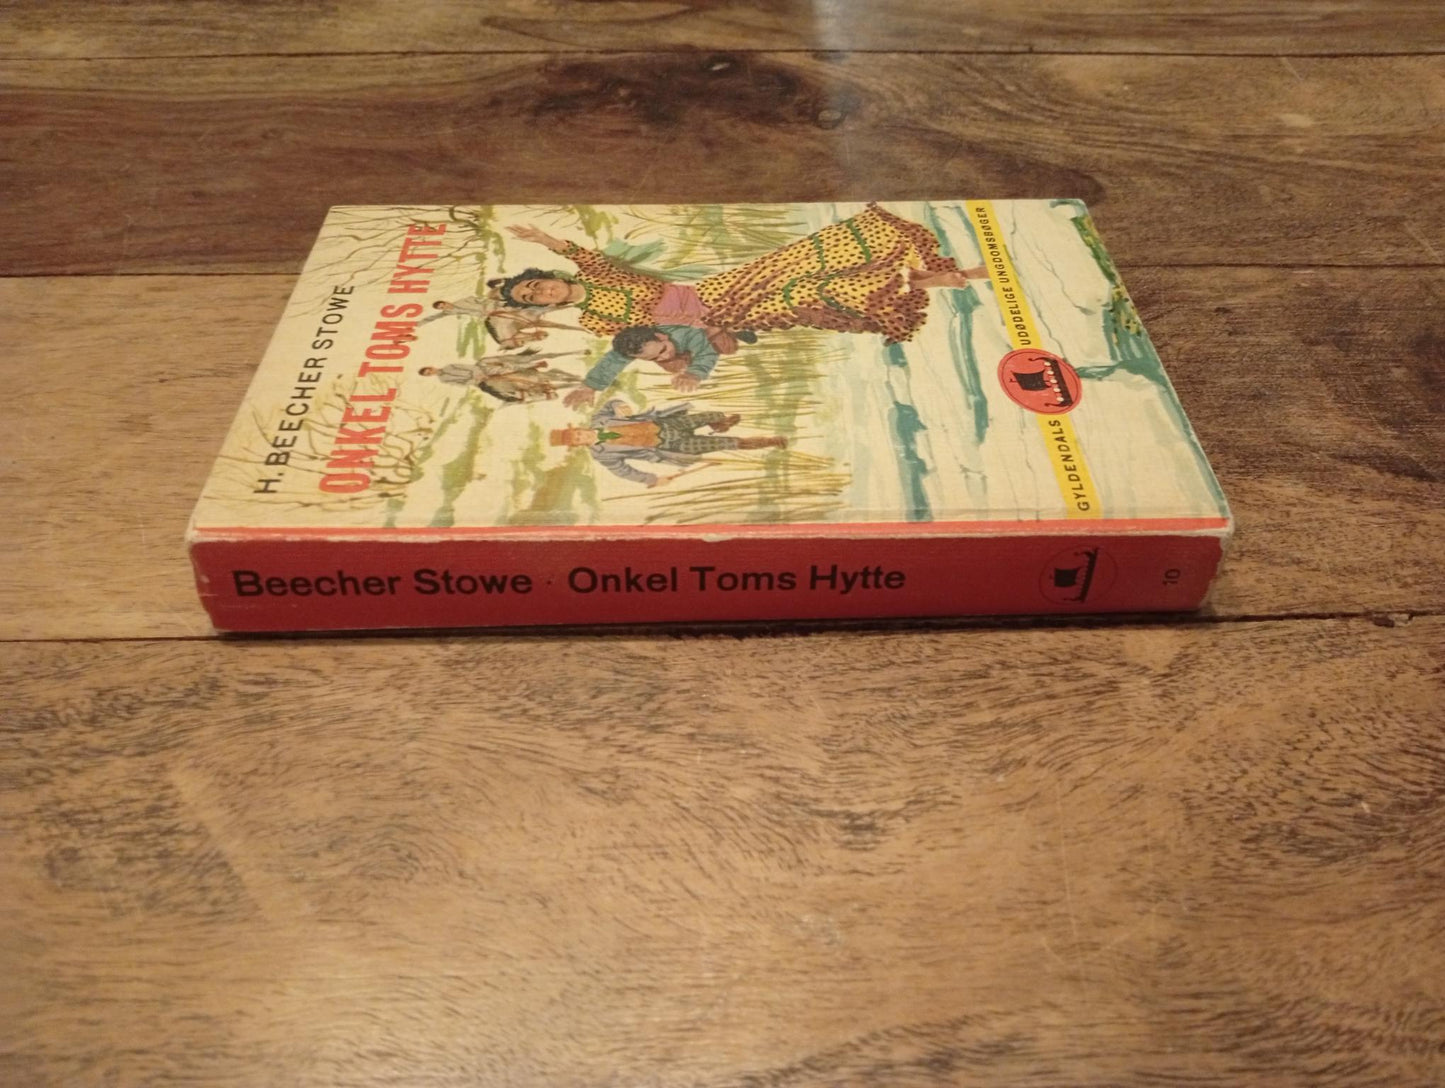 H. BEECHER STOWE
ONKEL TOMS HYTTE
GYLDENDALS UDØDELIGE UNGDOMSBØGER
Beecher Stowe · Onkel Toms Hytte
10